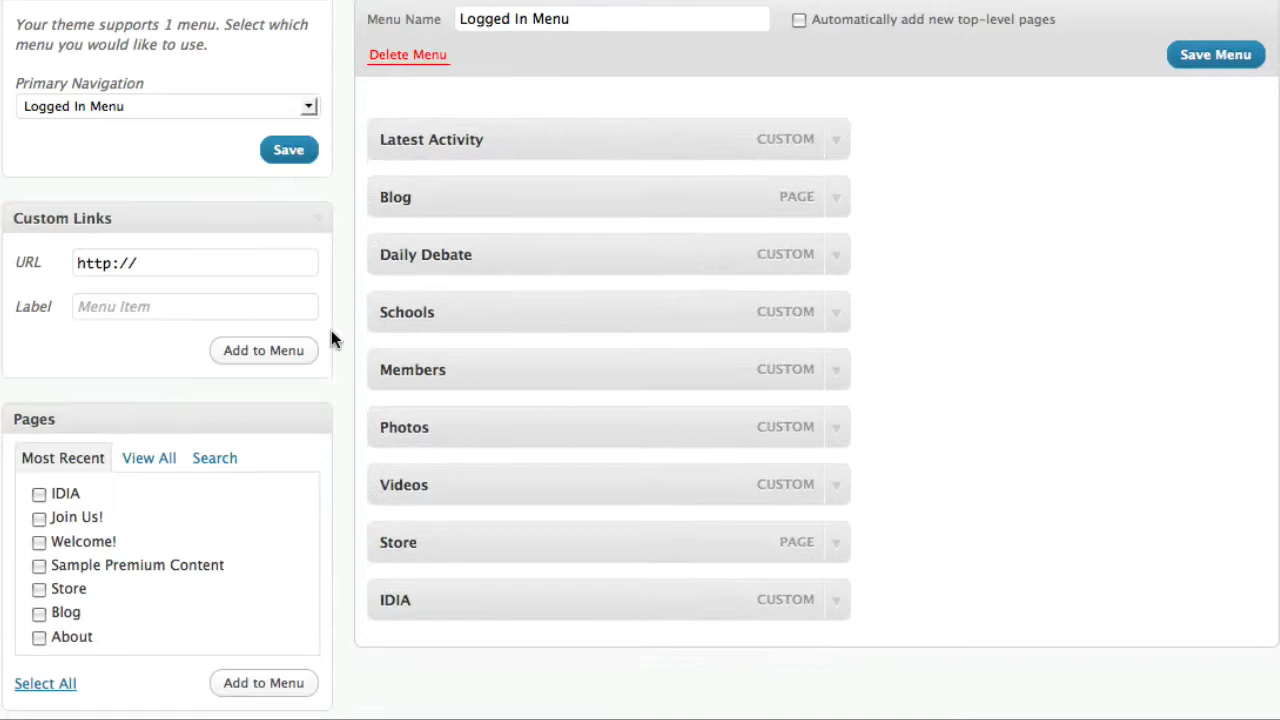 Your theme supports 1 menu. Select which
menu you would like to use.
Primary Navigation
Logged In Menu
Save
Custom Links
URL http://
Label Menu Item
Add to Menu
Pages
Most Recent View All Search
IDIA
Join Us!
Welcome!
Sample Premium Content
Store
Blog
About
Select All Add to Menu
Menu Name Logged In Menu Automatically add new top-level pages
Delete Menu Save Menu
Latest Activity CUSTOM
Blog PAGE
Daily Debate CUSTOM
Schools CUSTOM
Members CUSTOM
Photos CUSTOM
Videos CUSTOM
Store PAGE
IDIA CUSTOM